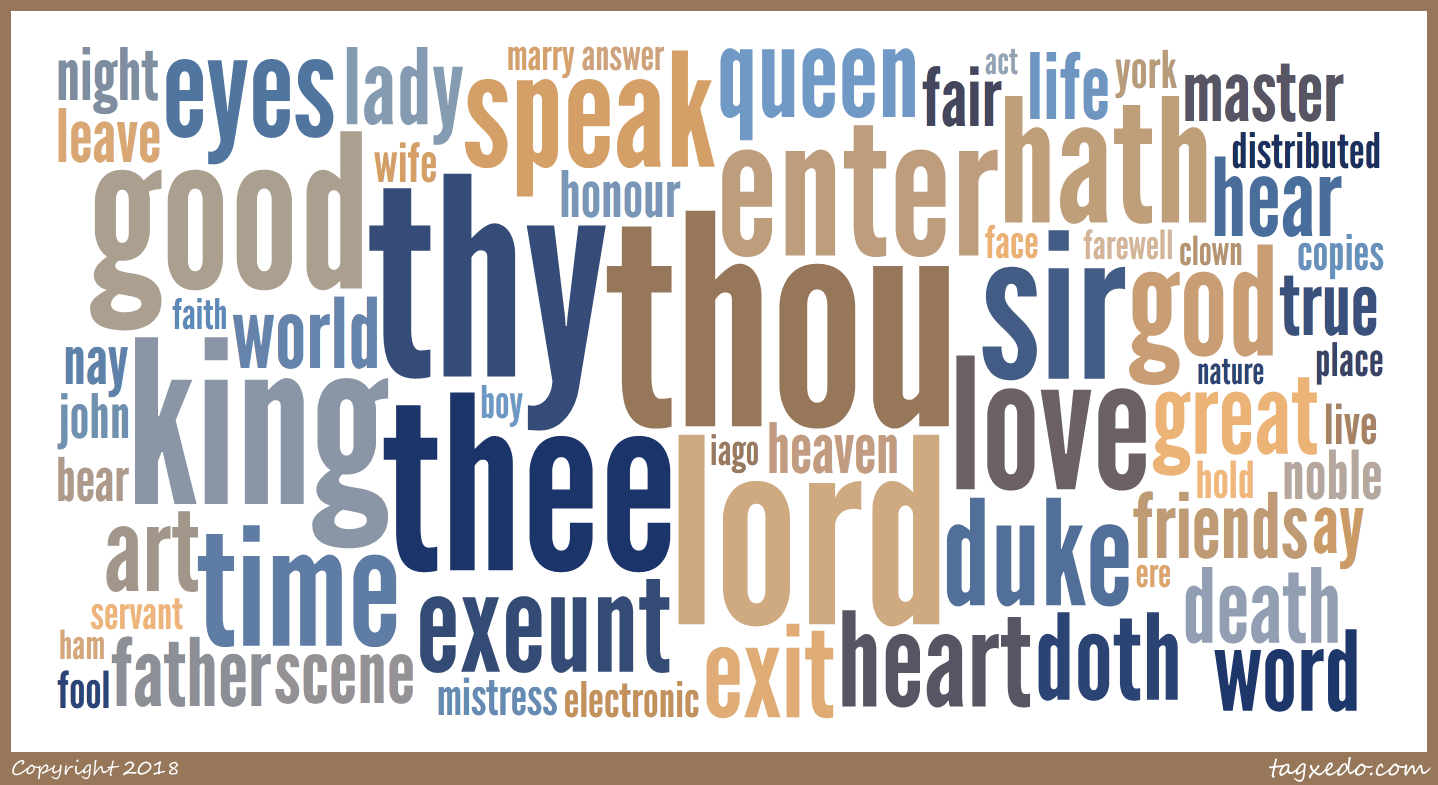 marry answer
night eyes lady speak queen fair act life york master
leave wife distributed
good honour enter hath hear
thy thou face farewell clown copies
sir god true
faith world
nay king boy nature place
john thee love great live
iago heaven
bear lord hold noble
art time duke friends ay
ere
servant exeunt death
ham father scene exit heart doth word
fool mistress electronic
Copyright 2018 tagxedo.com